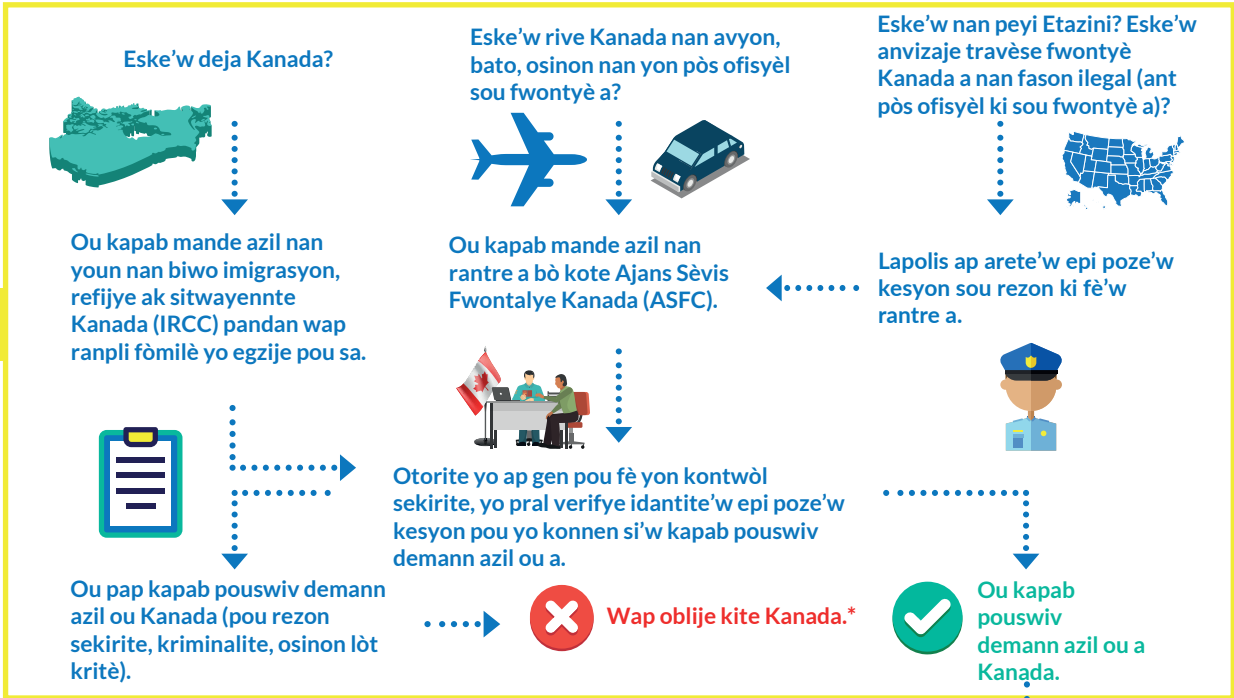 Eske'w deja Kanada?
Eske'w rive Kanada nan avyon,
bato, osinon nan yon pòs ofisyèl
sou fwontyè a?
Eske'w nan peyi Etazini? Eske'w
anvizaje travèse fwontyè
Kanada a nan fason ilegal (ant
pòs ofisyèl ki sou fwontyè a)?
Ou kapab mande azil nan
youn nan biwo imigrasyon,
refijye ak sitwayennte
Kanada (IRCC) pandan wap
ranpli fòmilè yo egzije pou sa.
Ou kapab mande azil nan
rantre a bò kote Ajans Sèvis
Fwontalye Kanada (ASFC).
Lapolis ap arete'w epi poze'w
kesyon sou rezon ki fè'w
rantre a.
Otorite yo ap gen pou fè yon kontwòl
sekirite, yo pral verifye idantite'w epi poze'w
kesyon pou yo konnen si'w kapab pouswiv
demann azil ou a.
Ou pap kapab pouswiv demann
azil ou Kanada (pou rezon
sekirite, kriminalite, osinon lòt
kritè).
Wap oblije kite Kanada.*
Ou kapab
pouswiv
demann azil ou a
Kanada.